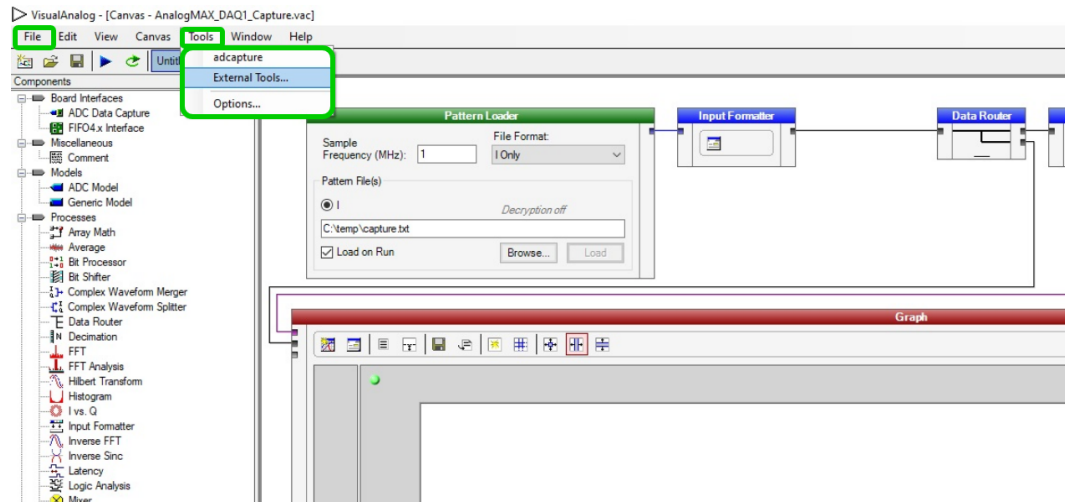 VisualAnalog - [Canvas - AnalogMAX_DAQ1_Capture.vac]
File Edit View Canvas Tools Window Help
adcapture
External Tools...
Options...
Components
Board Interfaces
ADC Data Capture
FIFO4.x Interface
Miscellaneous
Comment
Models
ADC Model
Generic Model
Processes
Array Math
Average
Bit Processor
Bit Shifter
Complex Waveform Merger
Complex Waveform Splitter
Data Router
Decimation
FFT
FFT Analysis
Hilbert Transform
Histogram
I vs. Q
Input Formatter
Inverse FFT
Inverse Sinc
Latency
Logic Analysis
Mixer
Pattern Loader
Sample
Frequency (MHz): 1
File Format:
I Only
Pattern File(s)
I
Decryption off
C:\temp\capture.txt
Load on Run
Browse...
Load
Input Formatter
Data Router
Graph